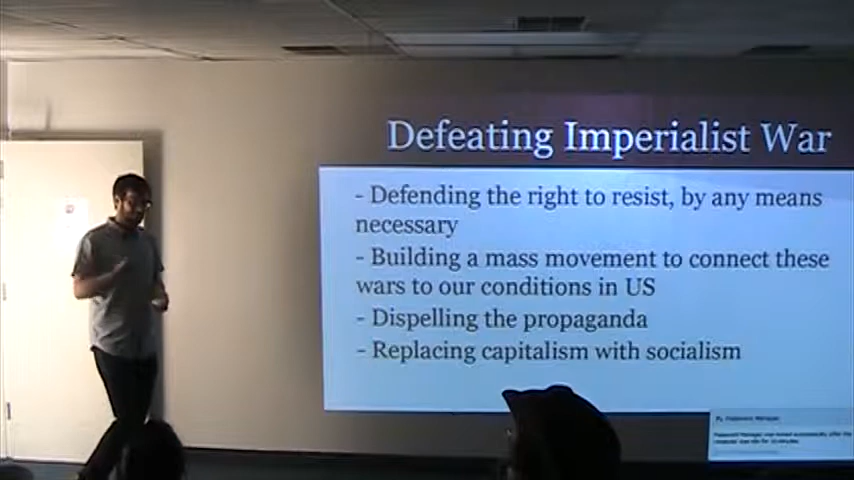 Defeating Imperialist War
- Defending the right to resist, by any means
necessary
- Building a mass movement to connect these
wars to our conditions in US
- Dispelling the propaganda
- Replacing capitalism with socialism